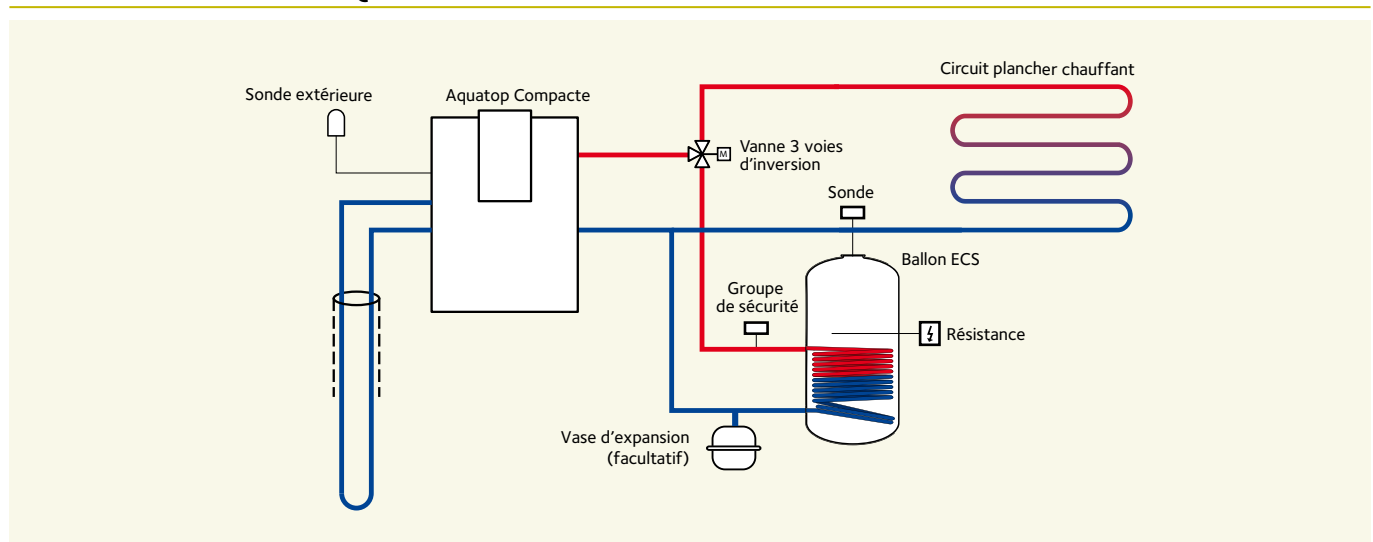 Circuit plancher chauffant
Sonde extérieure
Aquatop Compacte
M
Vanne 3 voies
d’inversion
Sonde
Ballon ECS
Groupe
de sécurité
Résistance
Vase d’expansion
(facultatif)